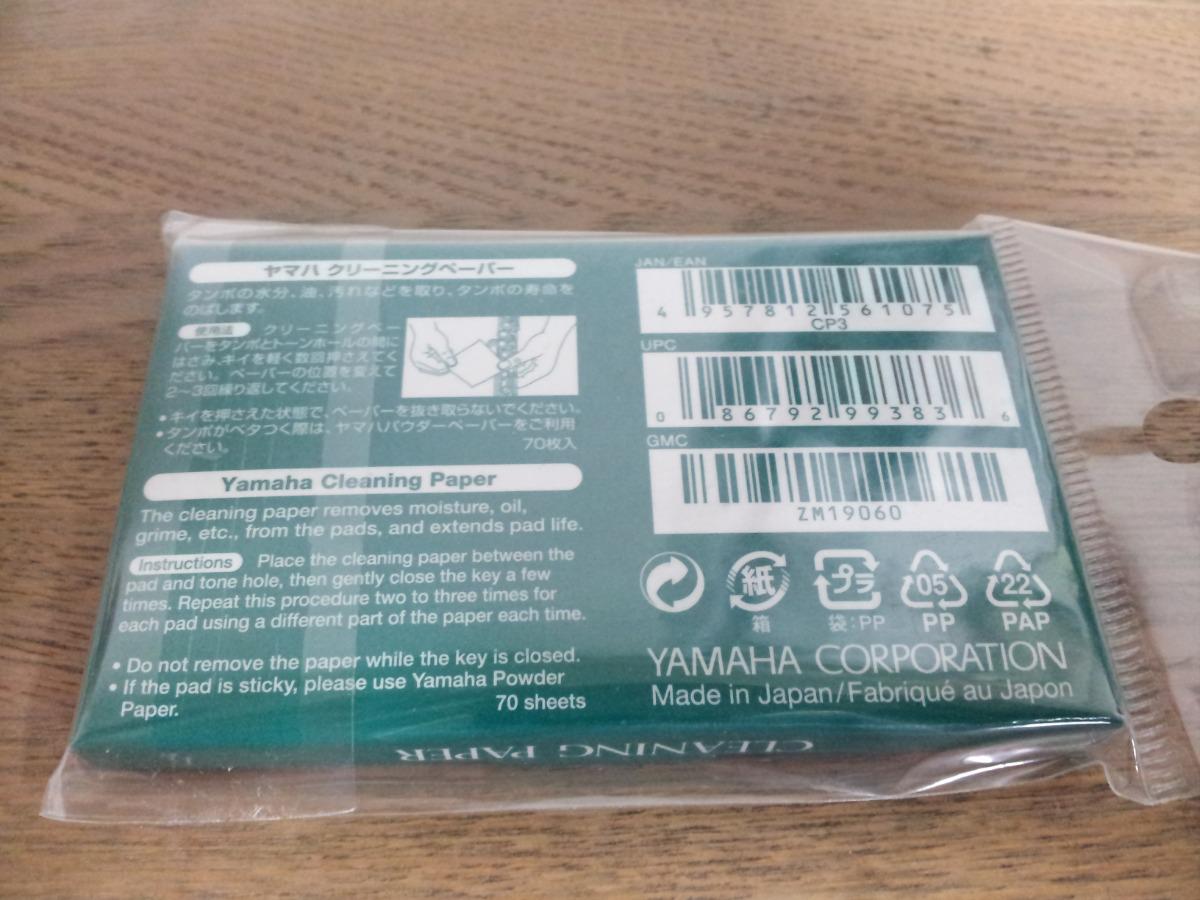 ヤマハ クリーニングペーパー
タンポの水分、油、汚れなどを取り、タンポの寿命を
のばします。
使用法 クリーニングペー
パーをタンポとトーンホールの間に
はさみ、キイを軽く数回押さえてく
ださい。ペーパーの位置を変えて
2〜3回繰り返してください。
•キイを押さえた状態で、ペーパーを抜き取らないでください。
•タンポがベタつく際は、ヤマハパウダーペーパーをご利用
ください。
70枚入
Yamaha Cleaning Paper
The cleaning paper removes moisture, oil,
grime, etc., from the pads, and extends pad life.
Instructions Place the cleaning paper between the
pad and tone hole, then gently close the key a few
times. Repeat this procedure two to three times for
each pad using a different part of the paper each time.
• Do not remove the paper while the key is closed.
• If the pad is sticky, please use Yamaha Powder
Paper.
70 sheets
JAN/EAN
4 957812 561075
CP3
UPC
0 86792 99383 6
GMC
ZM19060
紙
箱
プラ
袋:PP
05
PP
22
PAP
YAMAHA CORPORATION
Made in Japan/Fabriqué au Japon
CLEANING PAPER